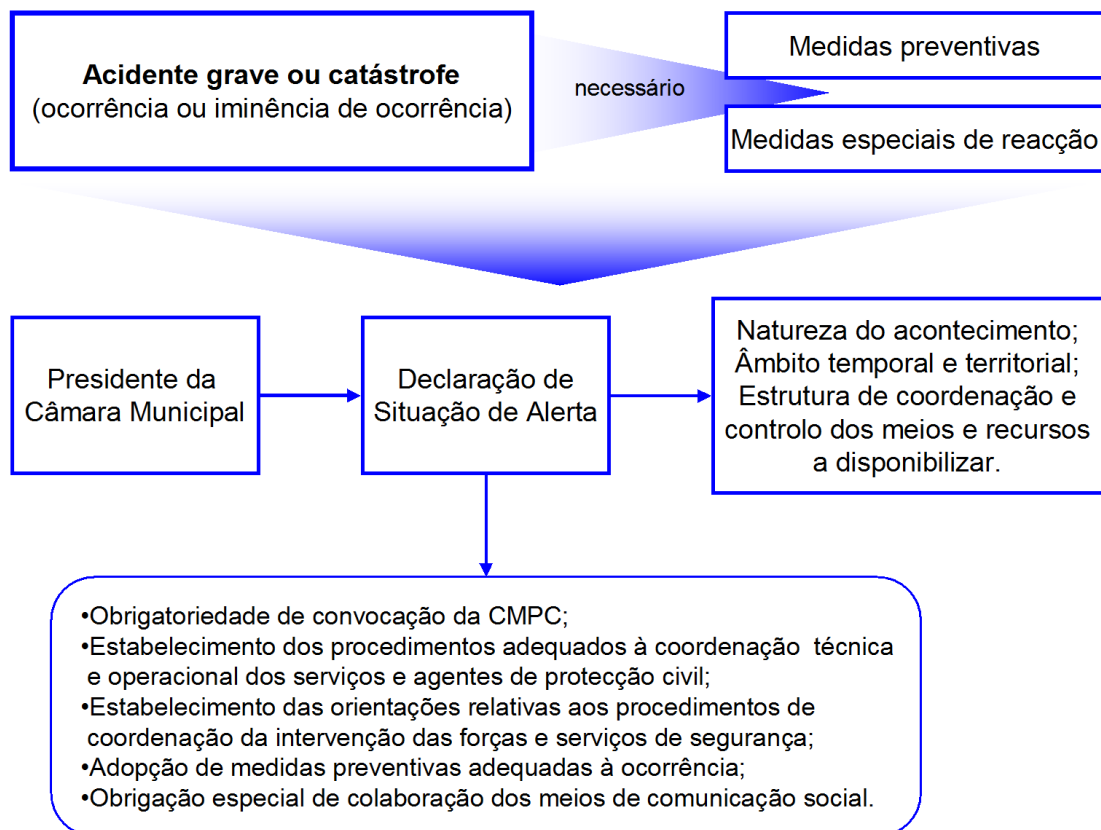 Acidente grave ou catástrofe
(ocorrência ou iminência de ocorrência)
necessário
Medidas preventivas
Medidas especiais de reacção
Presidente da
Câmara Municipal
Declaração de
Situação de Alerta
Natureza do acontecimento;
Âmbito temporal e territorial;
Estrutura de coordenação e
controlo dos meios e recursos
a disponibilizar.
•Obrigatoriedade de convocação da CMPC;
•Estabelecimento dos procedimentos adequados à coordenação técnica
e operacional dos serviços e agentes de protecção civil;
•Estabelecimento das orientações relativas aos procedimentos de
coordenação da intervenção das forças e serviços de segurança;
•Adopção de medidas preventivas adequadas à ocorrência;
•Obrigação especial de colaboração dos meios de comunicação social.